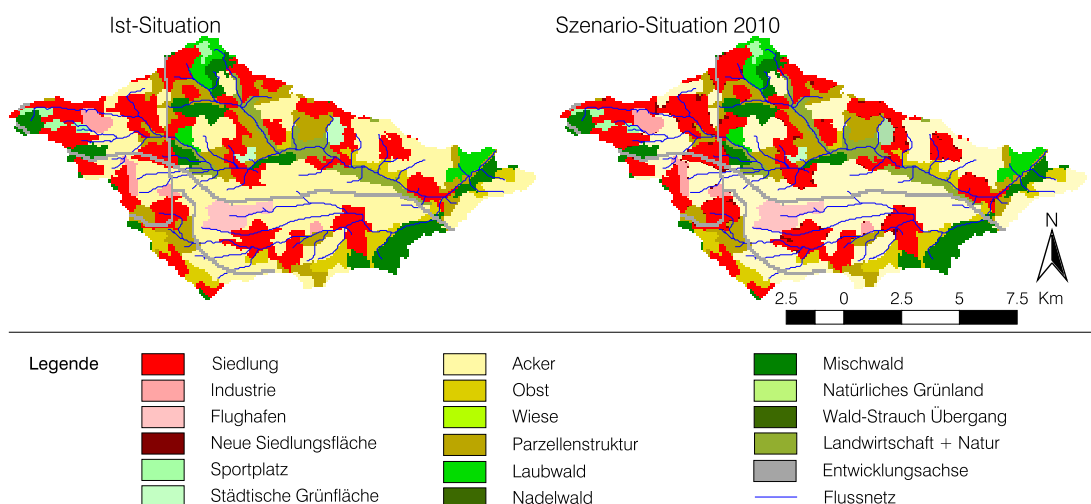 Ist-Situation
Szenario-Situation 2010
N
2.5 0 2.5 5 7.5 Km
Legende
Siedlung
Industrie
Flughafen
Neue Siedlungsfläche
Sportplatz
Städtische Grünfläche
Acker
Obst
Wiese
Parzellenstruktur
Laubwald
Nadelwald
Mischwald
Natürliches Grünland
Wald-Strauch Übergang
Landwirtschaft + Natur
Entwicklungsachse
Flussnetz